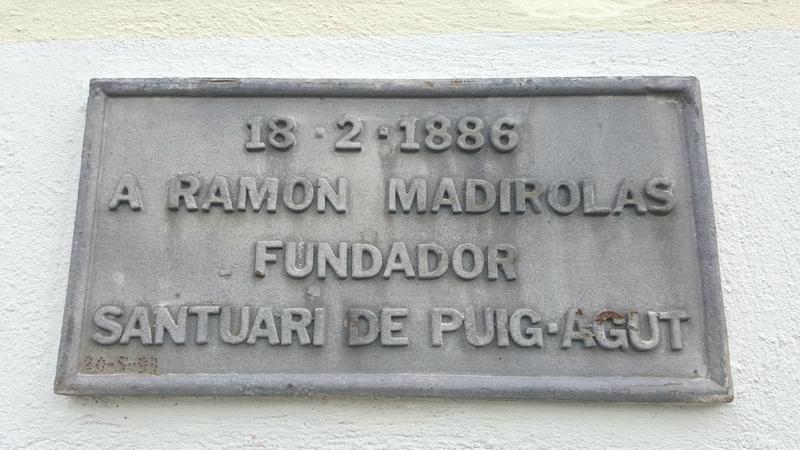 18·2·1886
A RAMON MADIROLAS
FUNDADOR
SANTUARI DE PUIG·AGUT